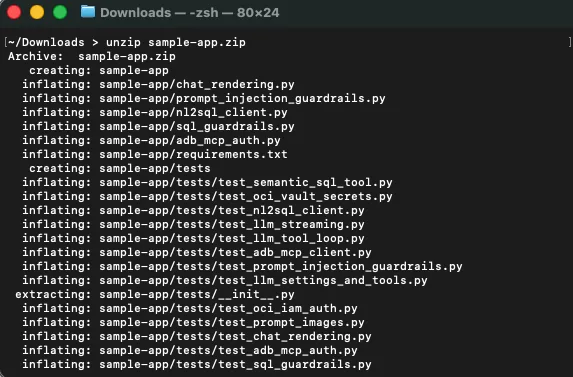 Downloads — -zsh — 80×24
[~/Downloads > unzip sample-app.zip ]
Archive:  sample-app.zip
   creating: sample-app
  inflating: sample-app/chat_rendering.py
  inflating: sample-app/prompt_injection_guardrails.py
  inflating: sample-app/nl2sql_client.py
  inflating: sample-app/sql_guardrails.py
  inflating: sample-app/adb_mcp_auth.py
  inflating: sample-app/requirements.txt
   creating: sample-app/tests
  inflating: sample-app/tests/test_semantic_sql_tool.py
  inflating: sample-app/tests/test_oci_vault_secrets.py
  inflating: sample-app/tests/test_nl2sql_client.py
  inflating: sample-app/tests/test_llm_streaming.py
  inflating: sample-app/tests/test_llm_tool_loop.py
  inflating: sample-app/tests/test_adb_mcp_client.py
  inflating: sample-app/tests/test_prompt_injection_guardrails.py
  inflating: sample-app/tests/test_llm_settings_and_tools.py
 extracting: sample-app/tests/__init__.py
  inflating: sample-app/tests/test_oci_iam_auth.py
  inflating: sample-app/tests/test_prompt_images.py
  inflating: sample-app/tests/test_chat_rendering.py
  inflating: sample-app/tests/test_adb_mcp_auth.py
  inflating: sample-app/tests/test_sql_guardrails.py